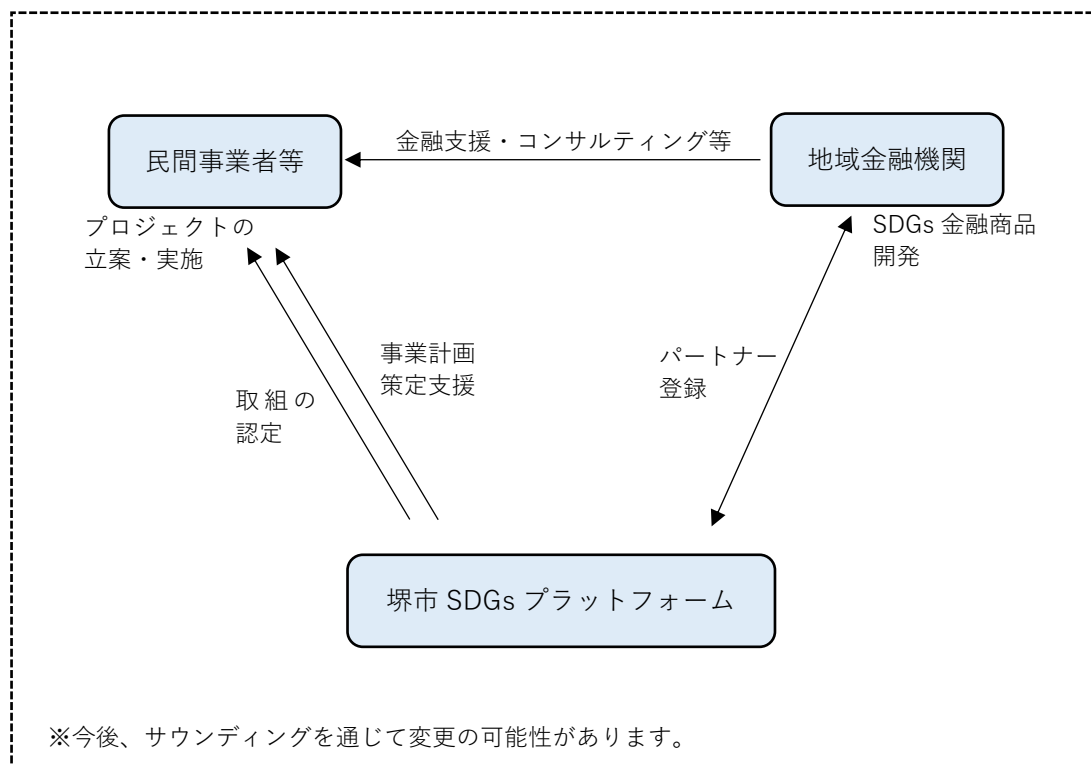 民間事業者等
金融支援・コンサルティング等
地域金融機関
プロジェクトの
立案・実施
SDGs 金融商品
開発
事業計画
策定支援
パートナー
登録
取組の
認定
堺市 SDGs プラットフォーム
※今後、サウンディングを通じて変更の可能性があります。